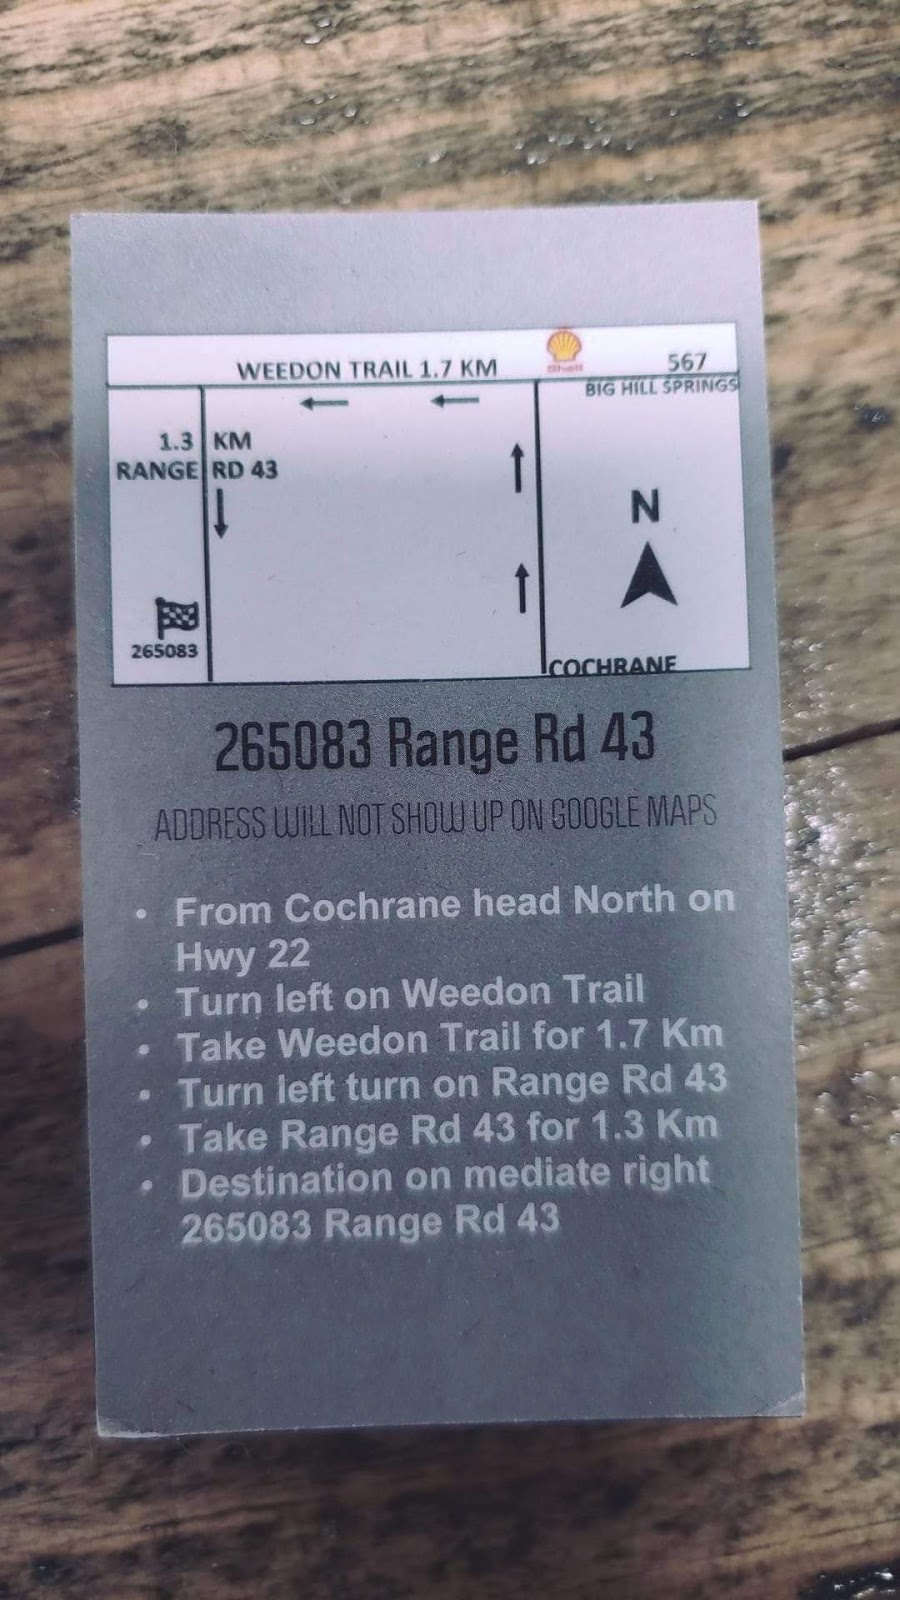 WEEDON TRAIL 1.7 KM
Shell
567
BIG HILL SPRINGS
1.3 KM
RANGE RD 43
N
265083
COCHRANE
265083 Range Rd 43
ADDRESS WILL NOT SHOW UP ON GOOGLE MAPS
• From Cochrane head North on
Hwy 22
• Turn left on Weedon Trail
• Take Weedon Trail for 1.7 Km
• Turn left turn on Range Rd 43
• Take Range Rd 43 for 1.3 Km
• Destination on mediate right
265083 Range Rd 43